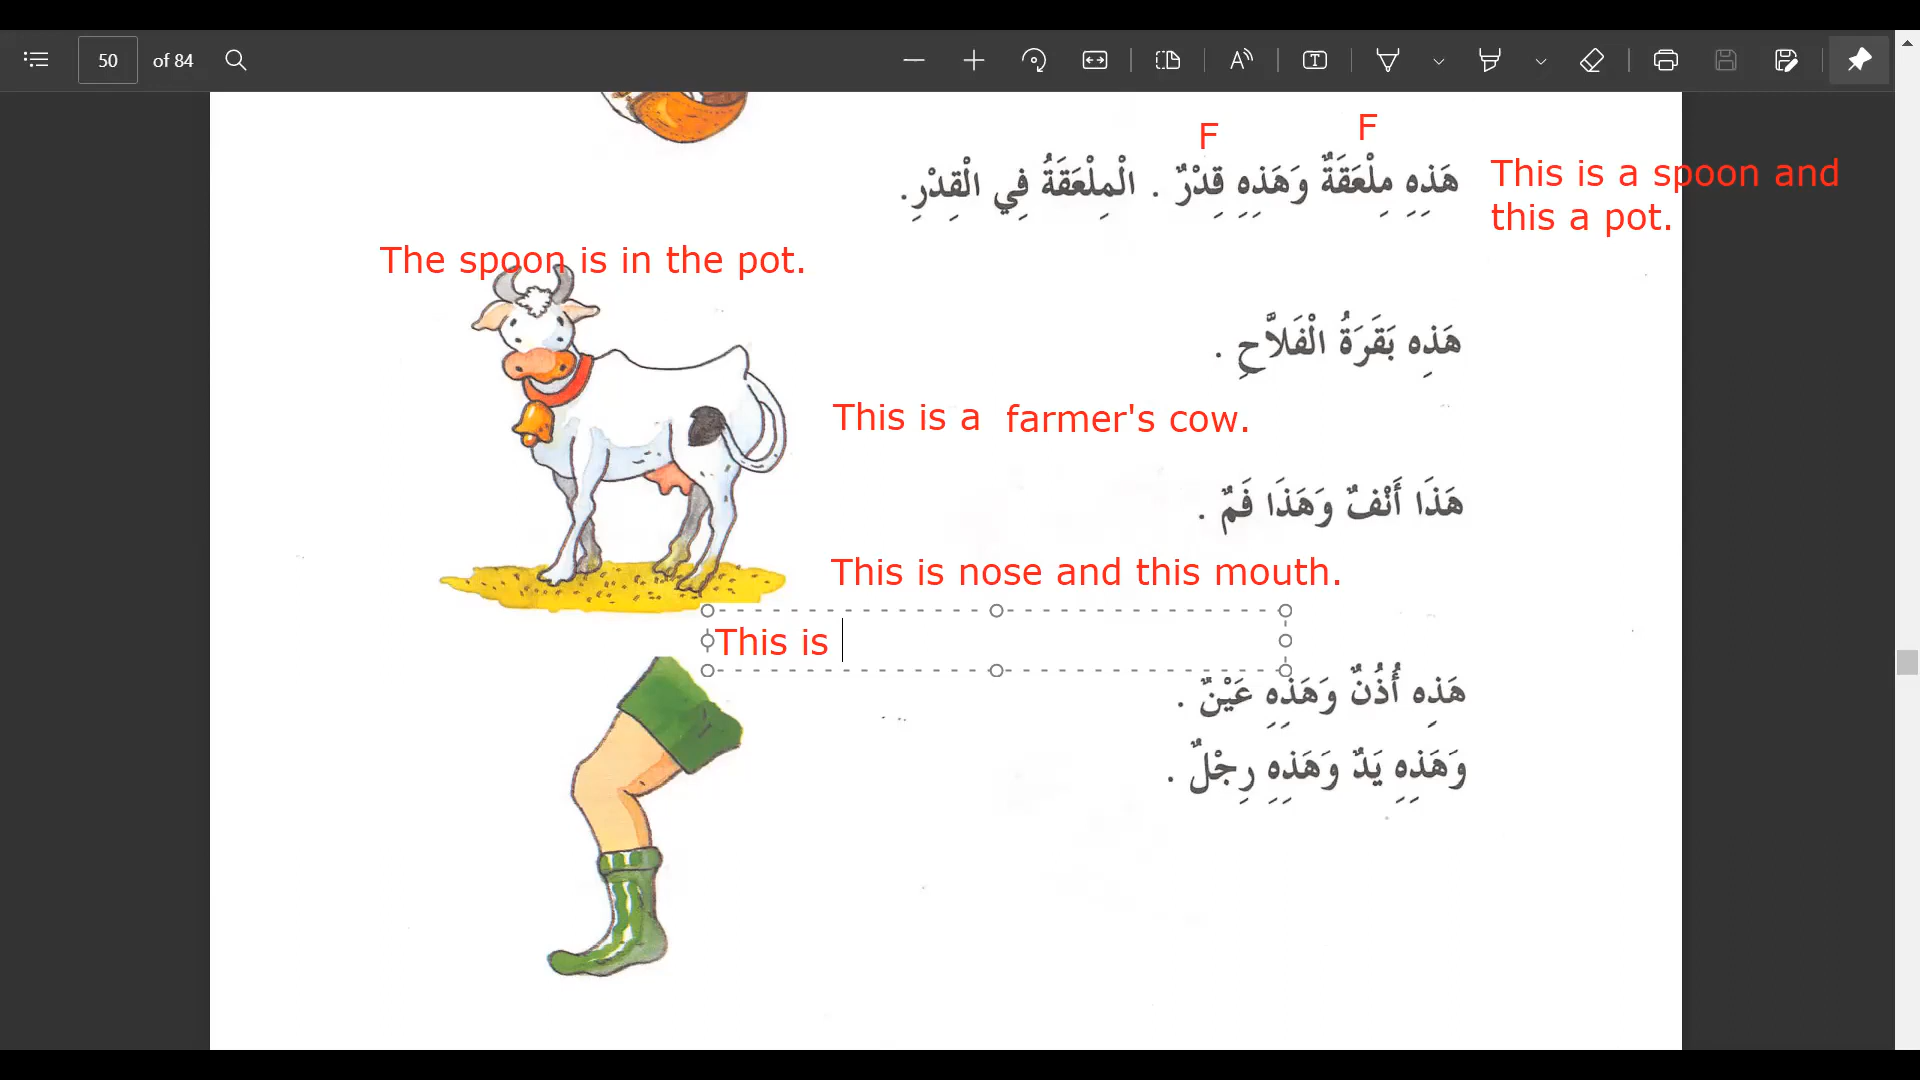 50 of 84
F F
هَذِهِ مِلْعَقَةٌ وَهَذِهِ قِدْرٌ . الْمِلْعَقَةُ فِي الْقِدْرِ.
This is a spoon and
this a pot.
The spoon is in the pot.
هَذِه بَقَرَةُ الْفَلاَّحِ .
This is a farmer's cow.
هَذَا أَنْفٌ وَهَذَا فَمٌ .
This is nose and this mouth.
This is
هَذِه أُذُنٌ وَهَذِهِ عَيْنٌ .
وَهَذِهِ يَدٌ وَهَذِهِ رِجْلٌ .